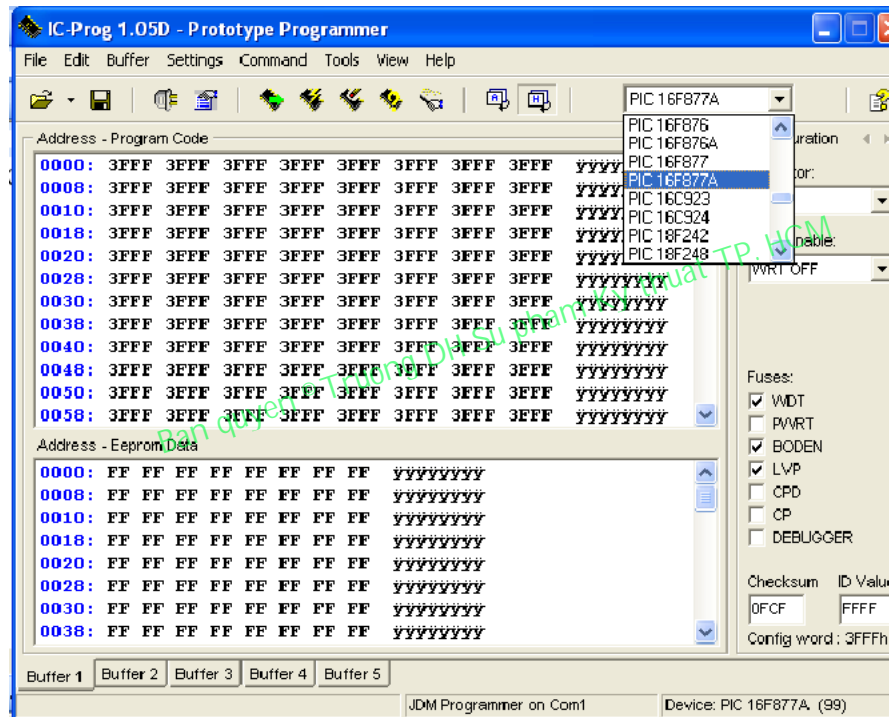 IC-Prog 1.05D - Prototype Programmer
File Edit Buffer Settings Command Tools View Help
PIC 16F877A
PIC 16F876
PIC 16F876A
PIC 16F877
PIC 16F877A
PIC 16C923
PIC 16C924
PIC 18F242
PIC 18F248
Address - Program Code
0000: 3FFF 3FFF 3FFF 3FFF 3FFF 3FFF 3FFF 3FFF ÿÿÿÿ
0008: 3FFF 3FFF 3FFF 3FFF 3FFF 3FFF 3FFF 3FFF ÿÿÿÿ
0010: 3FFF 3FFF 3FFF 3FFF 3FFF 3FFF 3FFF 3FFF ÿÿÿÿ
0018: 3FFF 3FFF 3FFF 3FFF 3FFF 3FFF 3FFF 3FFF ÿÿÿÿ
0020: 3FFF 3FFF 3FFF 3FFF 3FFF 3FFF 3FFF 3FFF ÿÿÿÿ
0028: 3FFF 3FFF 3FFF 3FFF 3FFF 3FFF 3FFF 3FFF ÿÿÿÿÿÿÿÿ
0030: 3FFF 3FFF 3FFF 3FFF 3FFF 3FFF 3FFF 3FFF ÿÿÿÿÿÿÿÿ
0038: 3FFF 3FFF 3FFF 3FFF 3FFF 3FFF 3FFF 3FFF ÿÿÿÿÿÿÿÿ
0040: 3FFF 3FFF 3FFF 3FFF 3FFF 3FFF 3FFF 3FFF ÿÿÿÿÿÿÿÿ
0048: 3FFF 3FFF 3FFF 3FFF 3FFF 3FFF 3FFF 3FFF ÿÿÿÿÿÿÿÿ
0050: 3FFF 3FFF 3FFF 3FFF 3FFF 3FFF 3FFF 3FFF ÿÿÿÿÿÿÿÿ
0058: 3FFF 3FFF 3FFF 3FFF 3FFF 3FFF 3FFF 3FFF ÿÿÿÿÿÿÿÿ
Address - Eeprom Data
0000: FF FF FF FF FF FF FF FF ÿÿÿÿÿÿÿÿ
0008: FF FF FF FF FF FF FF FF ÿÿÿÿÿÿÿÿ
0010: FF FF FF FF FF FF FF FF ÿÿÿÿÿÿÿÿ
0018: FF FF FF FF FF FF FF FF ÿÿÿÿÿÿÿÿ
0020: FF FF FF FF FF FF FF FF ÿÿÿÿÿÿÿÿ
0028: FF FF FF FF FF FF FF FF ÿÿÿÿÿÿÿÿ
0030: FF FF FF FF FF FF FF FF ÿÿÿÿÿÿÿÿ
0038: FF FF FF FF FF FF FF FF ÿÿÿÿÿÿÿÿ
uration
tor:
nable:
WRT OFF
Fuses:
WDT
PWRT
BODEN
LVP
CPD
CP
DEBUGGER
Checksum ID Value
0FCF FFFF
Config word : 3FFFh
Buffer 1 Buffer 2 Buffer 3 Buffer 4 Buffer 5
JDM Programmer on Com1 Device: PIC 16F877A (99)
Ban quyen © Truong DH Su pham Ky thuat TP. HCM